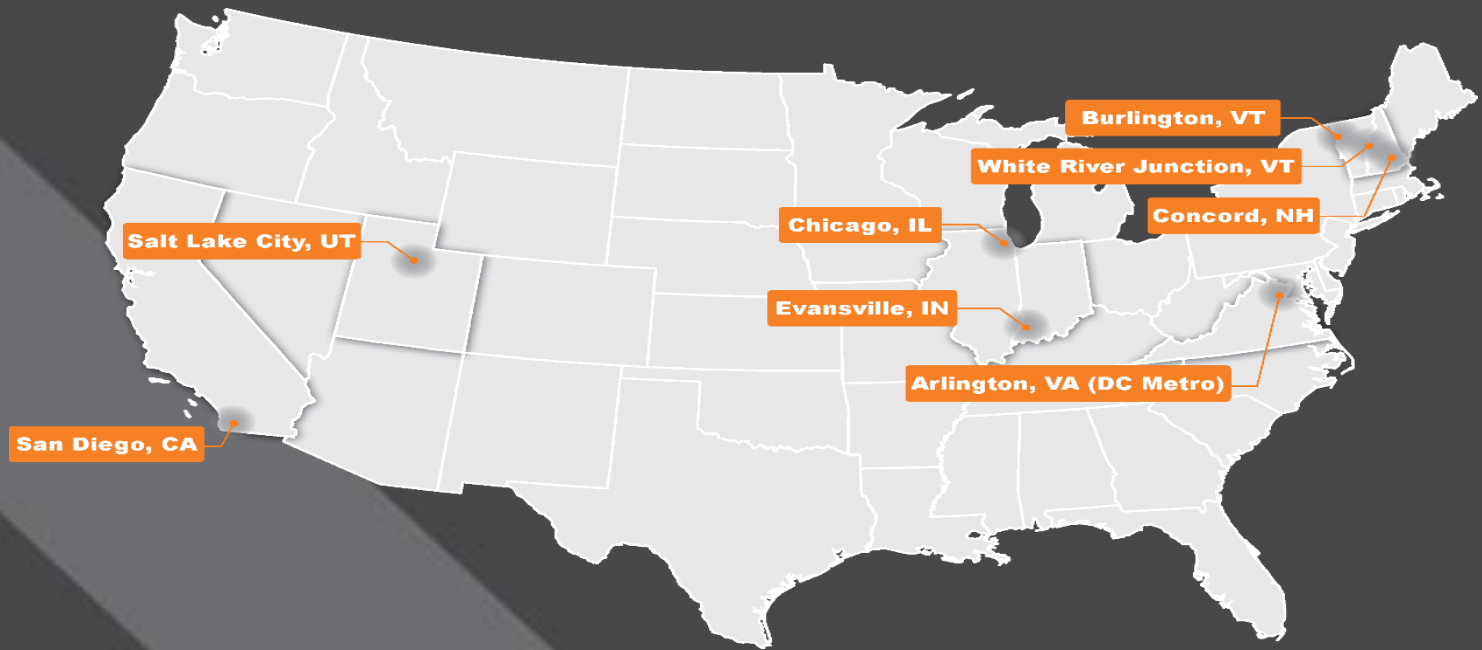 Burlington, VT
White River Junction, VT
Concord, NH
Chicago, IL
Salt Lake City, UT
Evansville, IN
Arlington, VA (DC Metro)
San Diego, CA